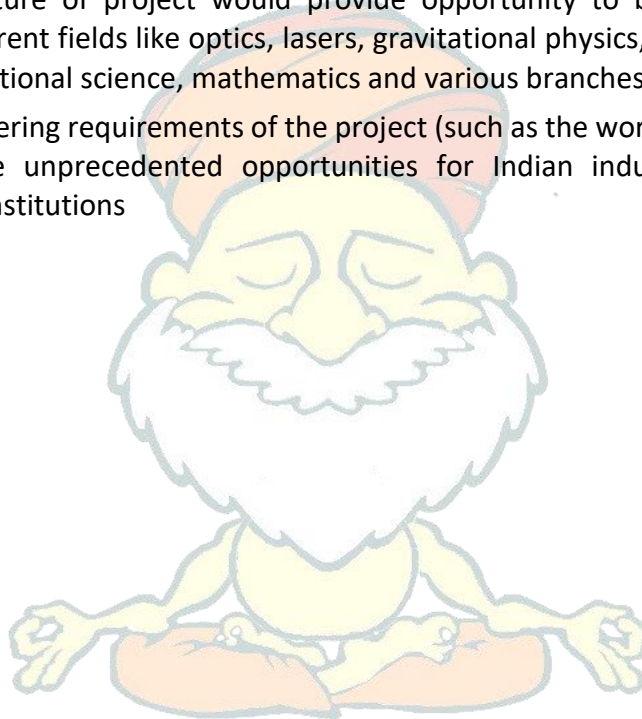 ture of project would provide opportunity to b
rent fields like optics, lasers, gravitational physics,
tional science, mathematics and various branches
ering requirements of the project (such as the wor
e unprecedented opportunities for Indian indu
nstitutions